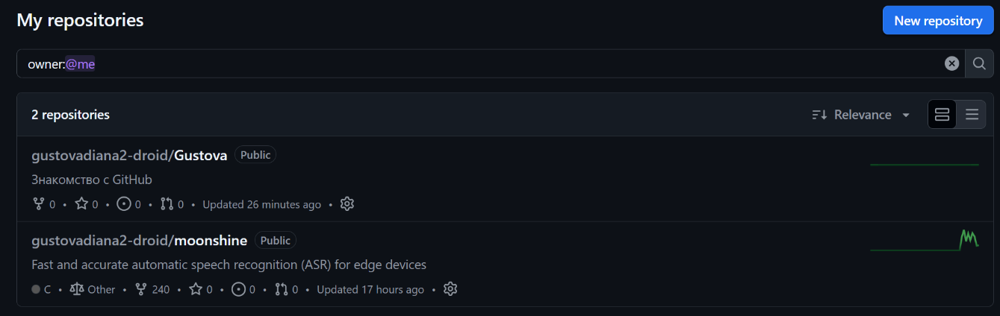 My repositories
New repository
owner:@me
2 repositories
Relevance
gustovadiana2-droid/Gustova Public
Знакомство с GitHub
0 • 0 • 0 • 0 • Updated 26 minutes ago •
gustovadiana2-droid/moonshine Public
Fast and accurate automatic speech recognition (ASR) for edge devices
C • Other • 240 • 0 • 0 • 0 • Updated 17 hours ago •